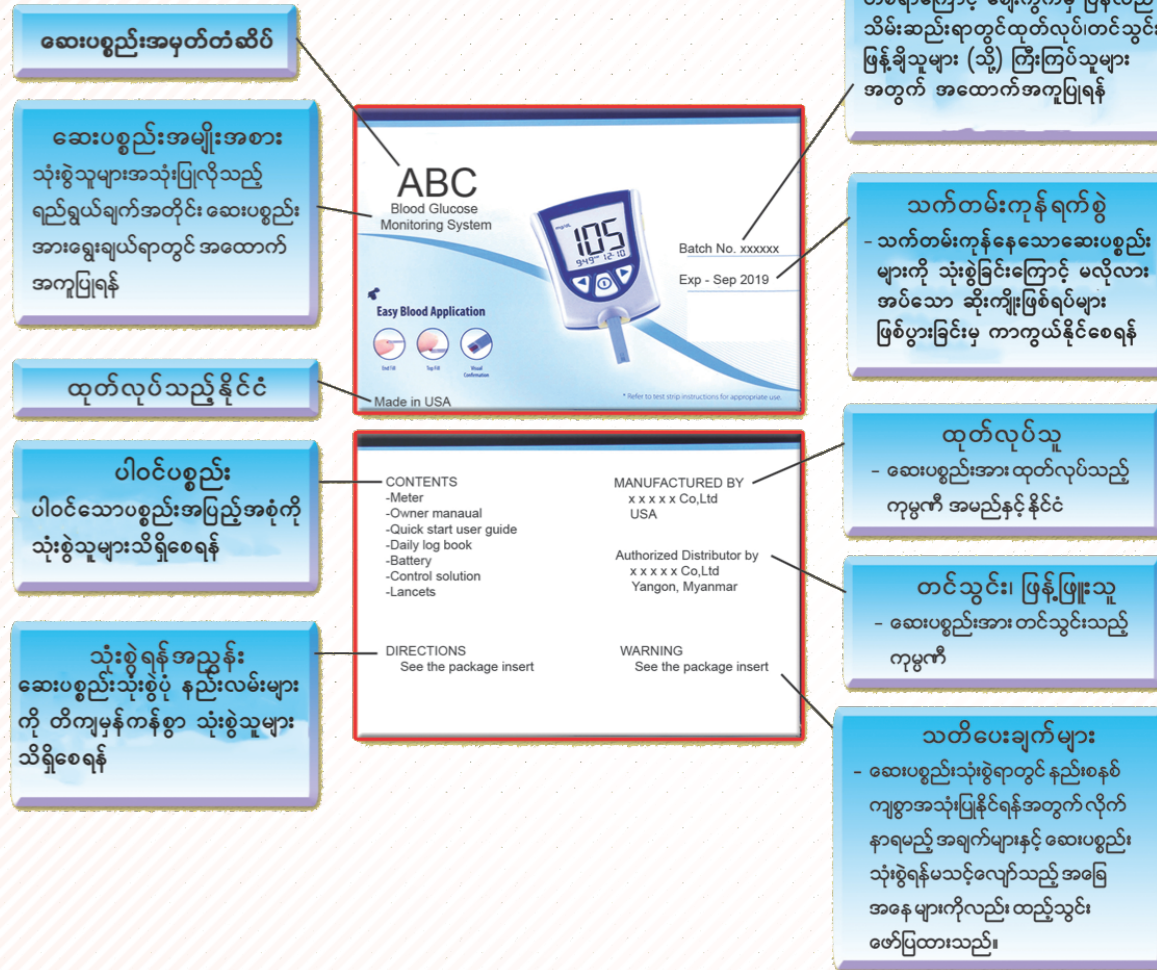 ဆေးပစ္စည်းအမှတ်တံဆိပ်
ဆေးပစ္စည်းအမျိုးအစား
သုံးစွဲသူများအသုံးပြုလိုသည့်
ရည်ရွယ်ချက်အတိုင်း ဆေးပစ္စည်း
အားရွေးချယ်ရာတွင် အထောက်
အကူပြုရန်
ထုတ်လုပ်သည့်နိုင်ငံ
ပါဝင်ပစ္စည်း
ပါဝင်သောပစ္စည်းအပြည့်အစုံကို
သုံးစွဲသူများသိရှိစေရန်
သုံးစွဲရန်အညွှန်း
ဆေးပစ္စည်းသုံးစွဲပုံ နည်းလမ်းများ
ကို တိကျမှန်ကန်စွာ သုံးစွဲသူများ
သိရှိစေရန်
ABC
Blood Glucose
Monitoring System
mg/dL
105
9:49 12-10
Batch No. xxxxxx
Exp - Sep 2019
Easy Blood Application
End Fill
Top Fill
Visual
Confirmation
Made in USA
* Refer to test strip instructions for appropriate use.
CONTENTS
-Meter
-Owner manaual
-Quick start user guide
-Daily log book
-Battery
-Control solution
-Lancets
DIRECTIONS
See the package insert
MANUFACTURED BY
x x x x x Co,Ltd
USA
Authorized Distributor by
x x x x x Co,Ltd
Yangon, Myanmar
WARNING
See the package insert
သိမ်းဆည်းရာတွင်ထုတ်လုပ်၊တင်သွင်း
ဖြန့်ချိသူများ (သို့) ကြီးကြပ်သူများ
အတွက် အထောက်အကူပြုရန်
သက်တမ်းကုန်ရက်စွဲ
- သက်တမ်းကုန်နေသောဆေးပစ္စည်း
များကို သုံးစွဲခြင်းကြောင့် မလိုလား
အပ်သော ဆိုးကျိုးဖြစ်ရပ်များ
ဖြစ်ပွားခြင်းမှ ကာကွယ်နိုင်စေရန်
ထုတ်လုပ်သူ
- ဆေးပစ္စည်းအား ထုတ်လုပ်သည့်
ကုမ္ပဏီ အမည်နှင့် နိုင်ငံ
တင်သွင်း၊ ဖြန့်ဖြူးသူ
- ဆေးပစ္စည်းအား တင်သွင်းသည့်
ကုမ္ပဏီ
သတိပေးချက်များ
- ဆေးပစ္စည်းသုံးစွဲရာတွင် နည်းစနစ်
ကျစွာအသုံးပြုနိုင်ရန်အတွက် လိုက်
နာရမည့် အချက်များနှင့် ဆေးပစ္စည်း
သုံးစွဲရန်မသင့်လျော်သည့် အခြေ
အနေများကိုလည်း ထည့်သွင်း
ဖော်ပြထားသည်။